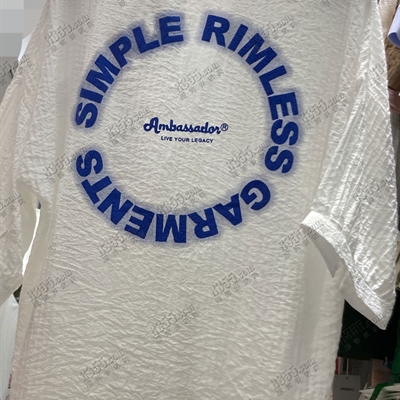 SIMPLE RIMLESS GARMENTS
Ambassador®
LIVE YOUR LEGACY